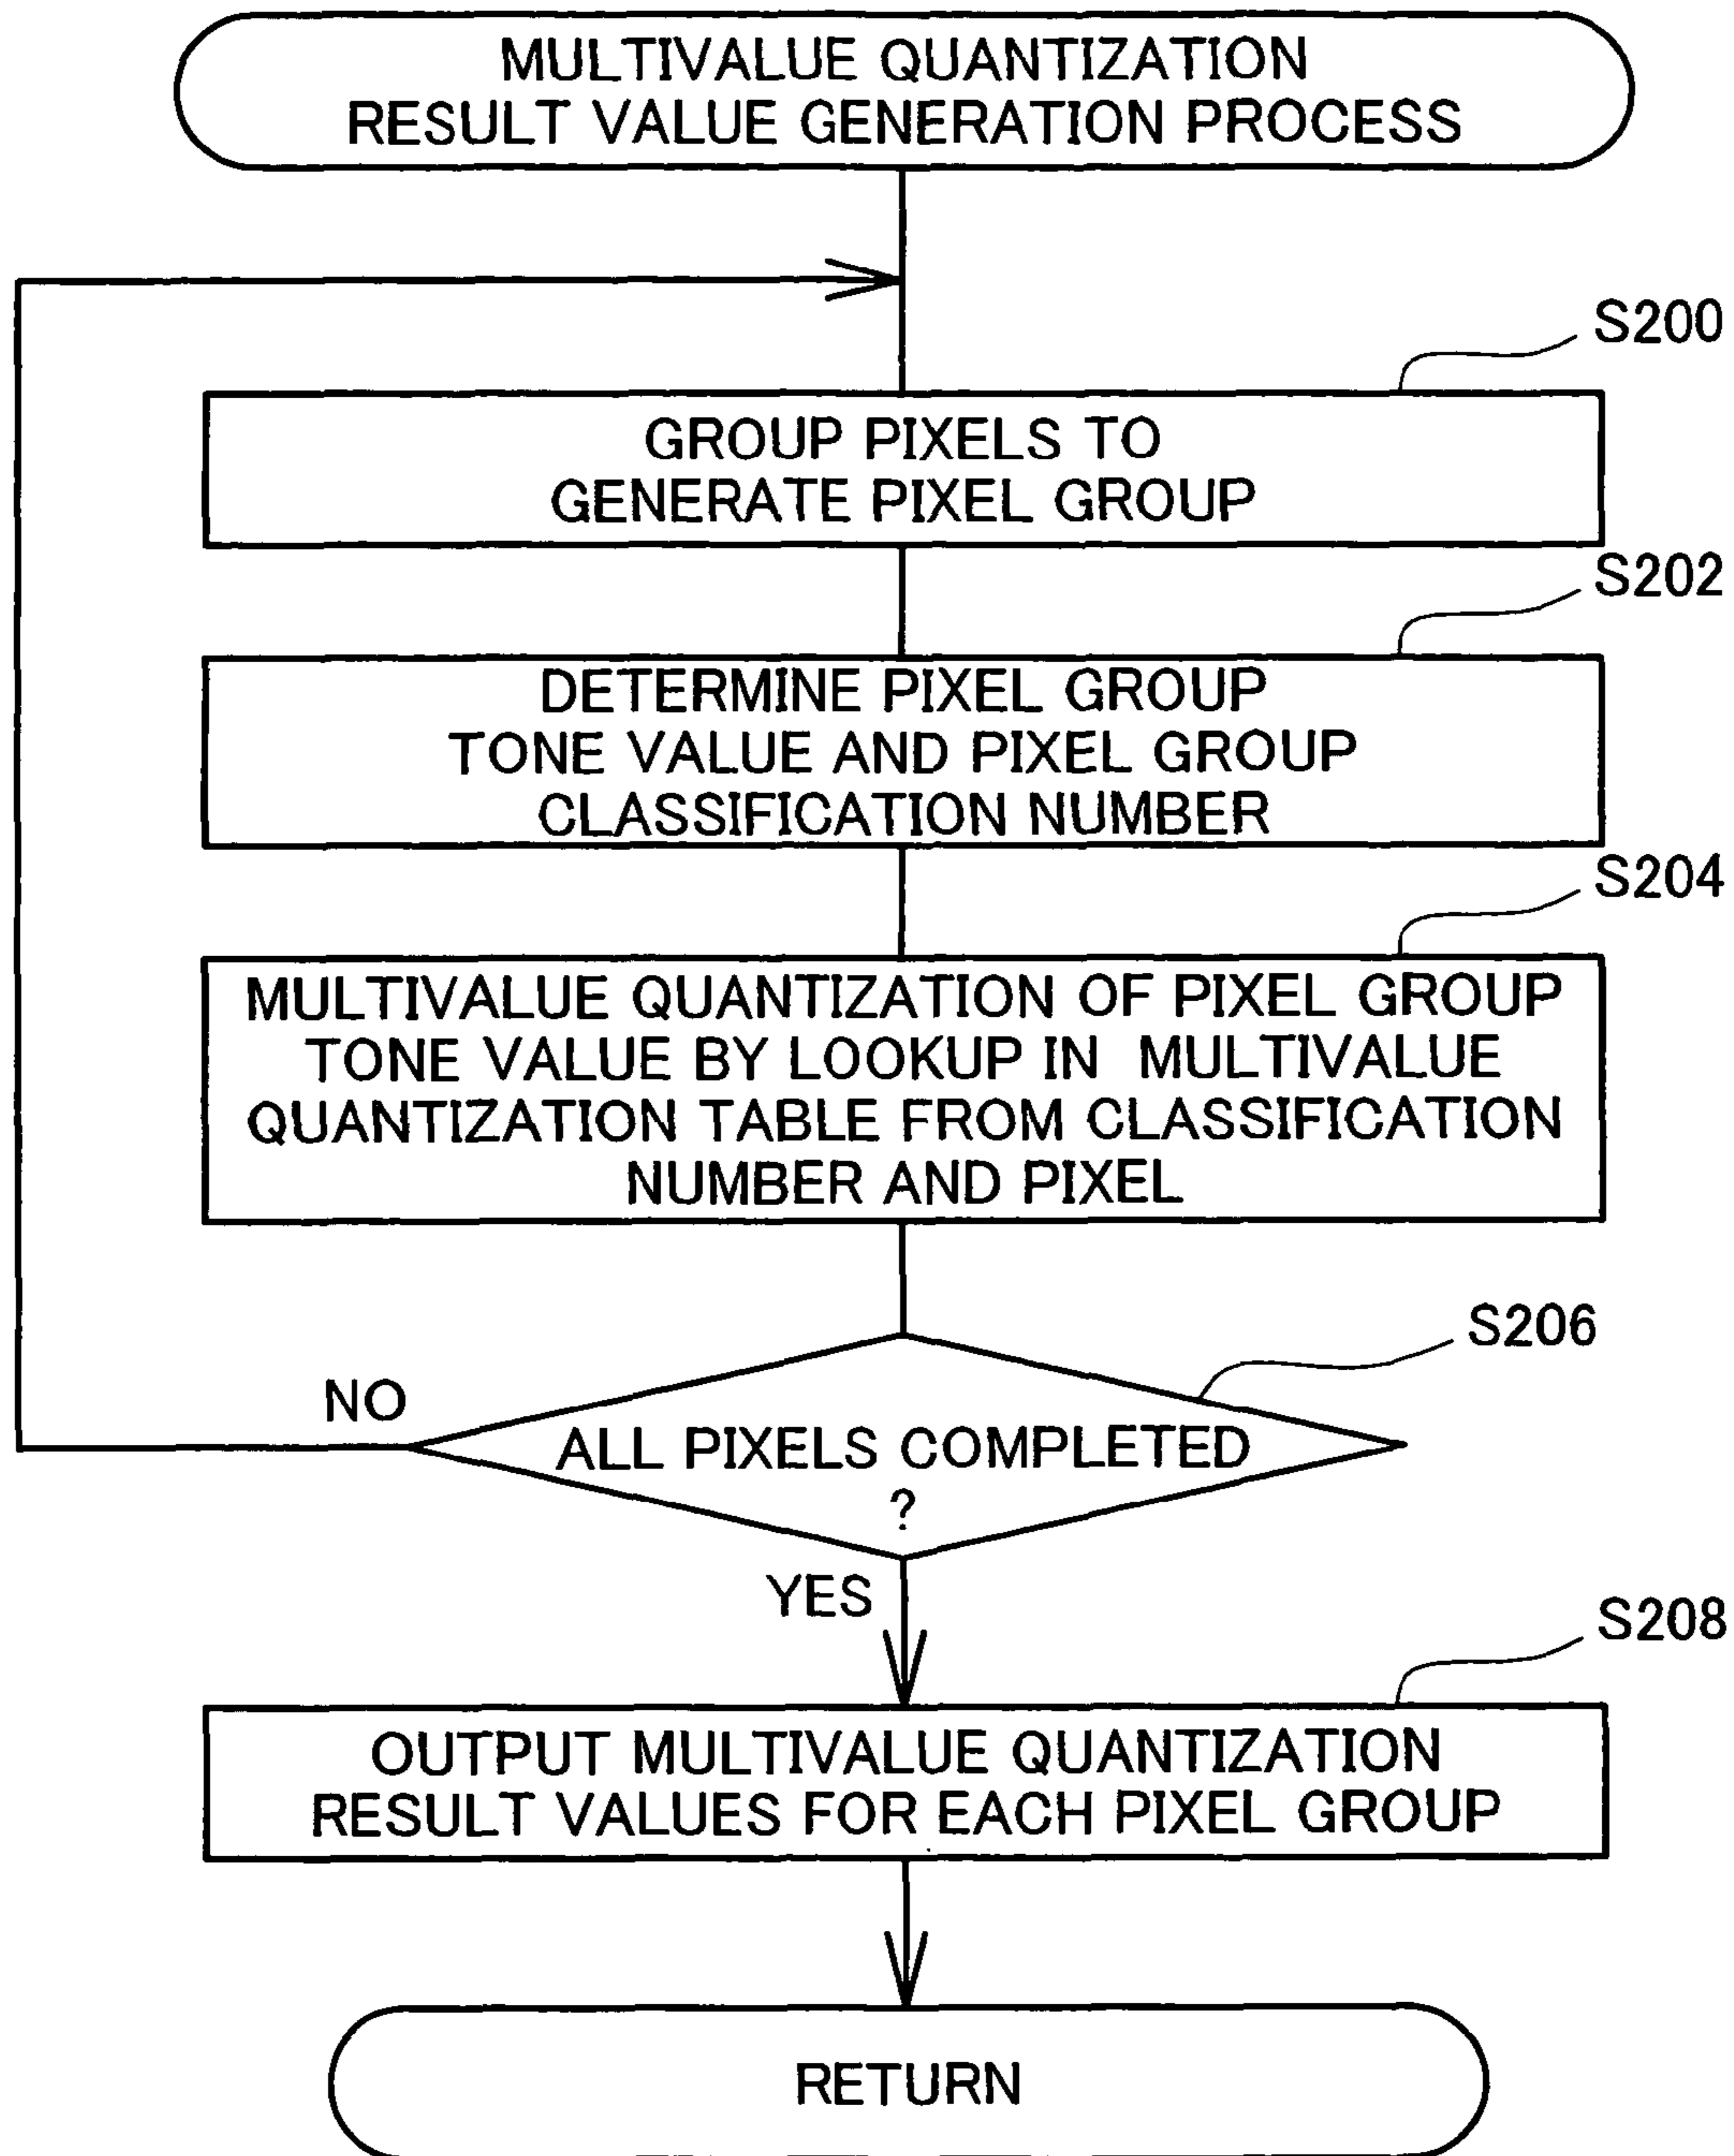 MULTIVALUE QUANTIZATION
RESULT VALUE GENERATION PROCESS
S200
GROUP PIXELS TO
GENERATE PIXEL GROUP
S202
DETERMINE PIXEL GROUP
TONE VALUE AND PIXEL GROUP
CLASSIFICATION NUMBER
S204
MULTIVALUE QUANTIZATION OF PIXEL GROUP
TONE VALUE BY LOOKUP IN MULTIVALUE
QUANTIZATION TABLE FROM CLASSIFICATION
NUMBER AND PIXEL
S206
NO
ALL PIXELS COMPLETED
?
YES
S208
OUTPUT MULTIVALUE QUANTIZATION
RESULT VALUES FOR EACH PIXEL GROUP
RETURN